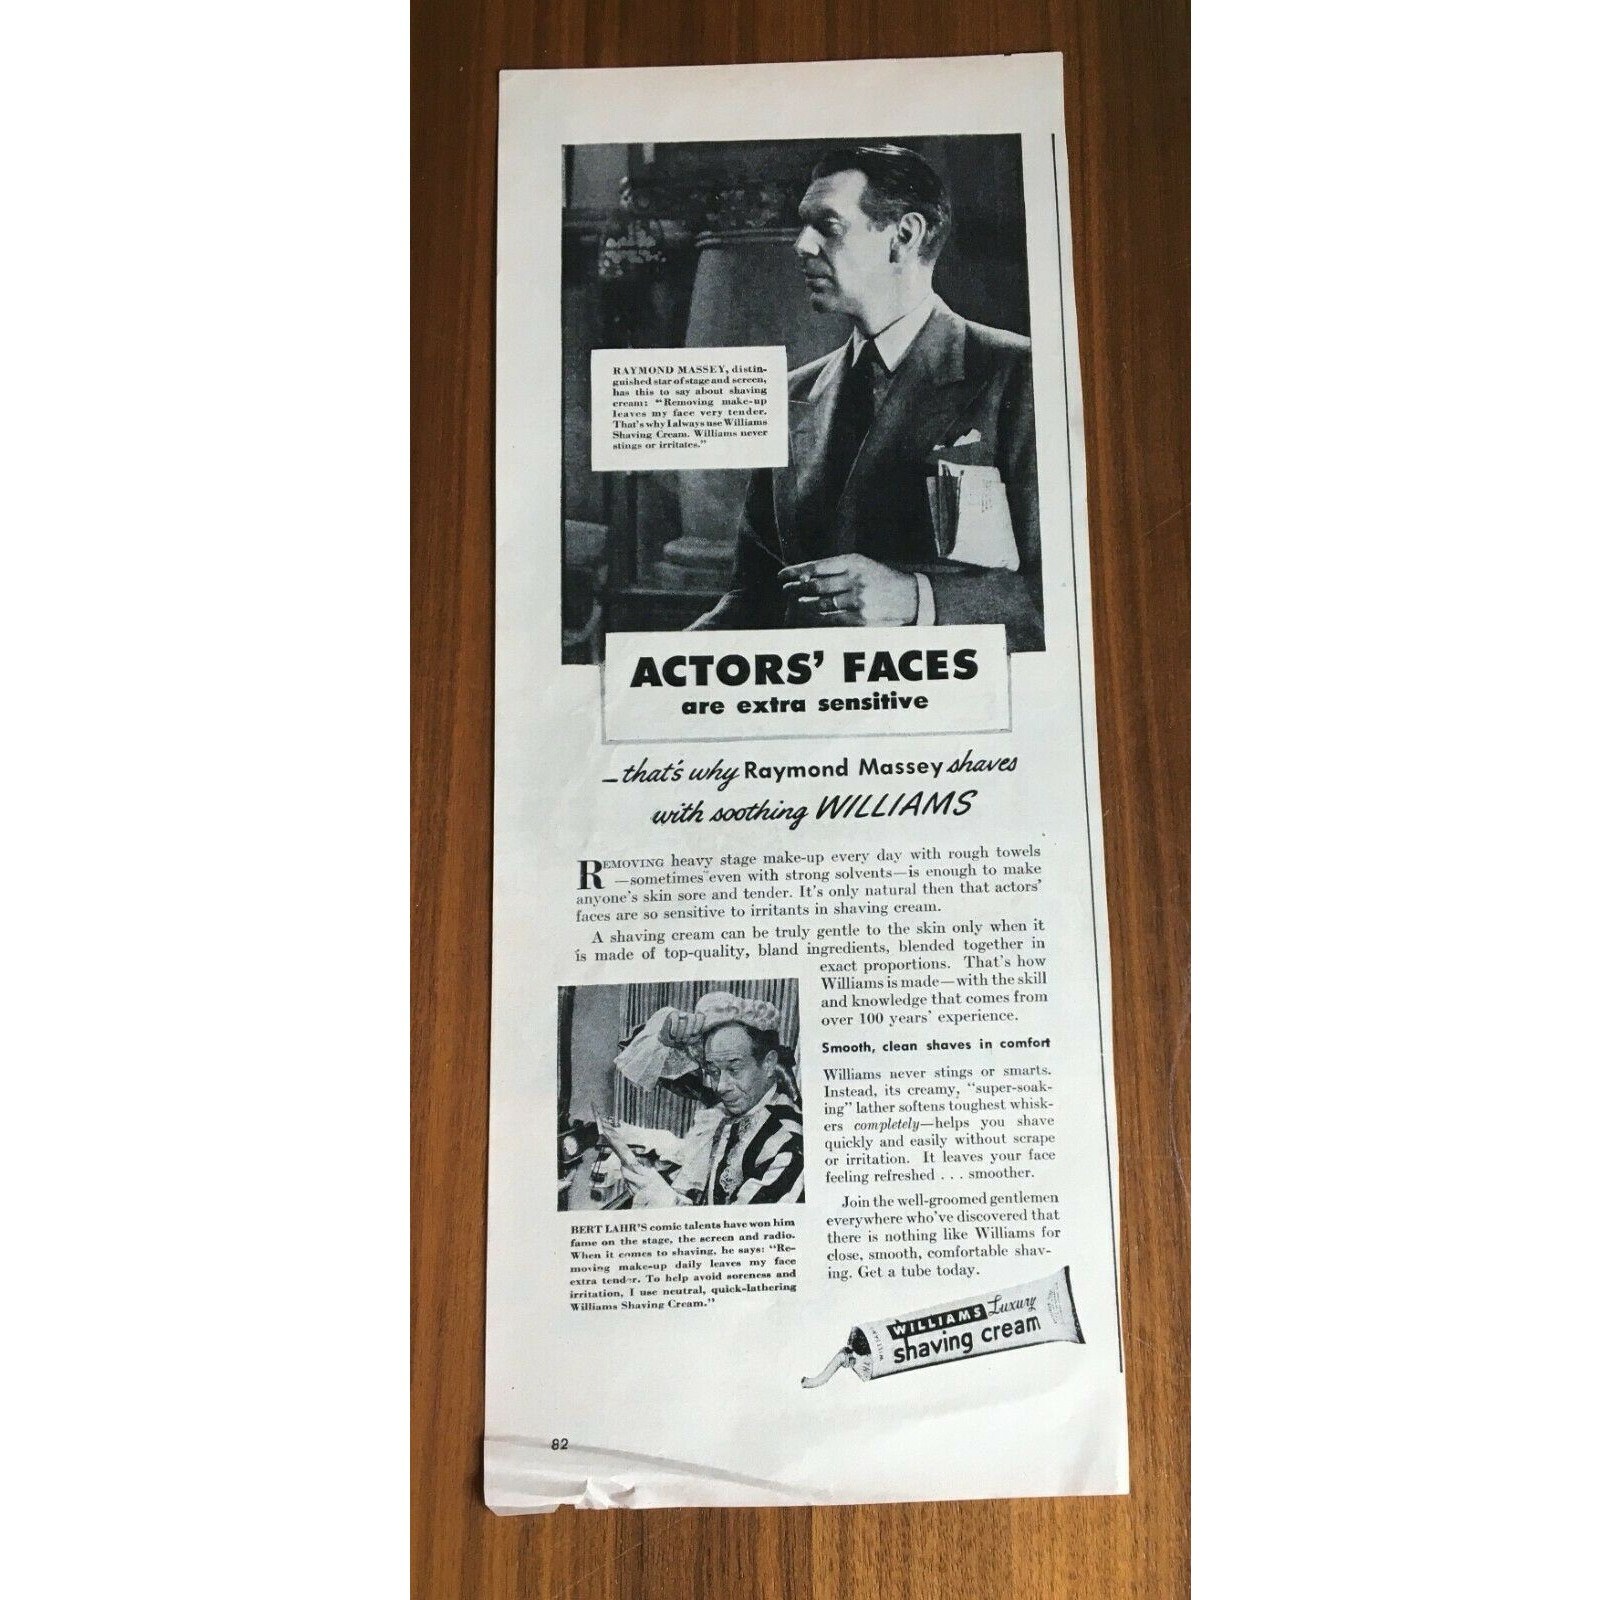 RAYMOND MASSEY, distin-
guished star of stage and screen,
has this to say about shaving
cream: "Removing make-up
leaves my face very tender.
That's why I always use Williams
Shaving Cream. Williams never
stings or irritates."
ACTORS' FACES
are extra sensitive
—that's why Raymond Massey shaves
with soothing WILLIAMS
REMOVING heavy stage make-up every day with rough towels
—sometimes even with strong solvents—is enough to make
anyone's skin sore and tender. It's only natural then that actors'
faces are so sensitive to irritants in shaving cream.
A shaving cream can be truly gentle to the skin only when it
is made of top-quality, bland ingredients, blended together in
exact proportions. That's how
Williams is made—with the skill
and knowledge that comes from
over 100 years' experience.
Smooth, clean shaves in comfort
Williams never stings or smarts.
Instead, its creamy, "super-soak-
ing" lather softens toughest whisk-
ers completely—helps you shave
quickly and easily without scrape
or irritation. It leaves your face
feeling refreshed . . . smoother.
Join the well-groomed gentlemen
everywhere who've discovered that
there is nothing like Williams for
close, smooth, comfortable shav-
ing. Get a tube today.
BERT LAHR'S comic talents have won him
fame on the stage, the screen and radio.
When it comes to shaving, he says: "Re-
moving make-up daily leaves my face
extra tender. To help avoid soreness and
irritation, I use neutral, quick-lathering
Williams Shaving Cream."
WILLIAMS Luxury
shaving cream
82